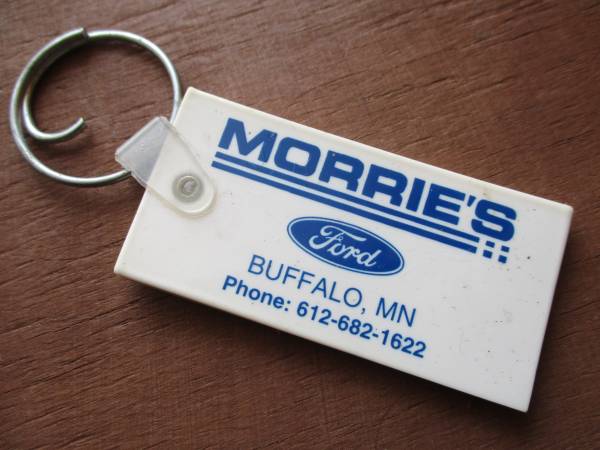 MORRIE'S
Ford
BUFFALO, MN
Phone: 612-682-1622